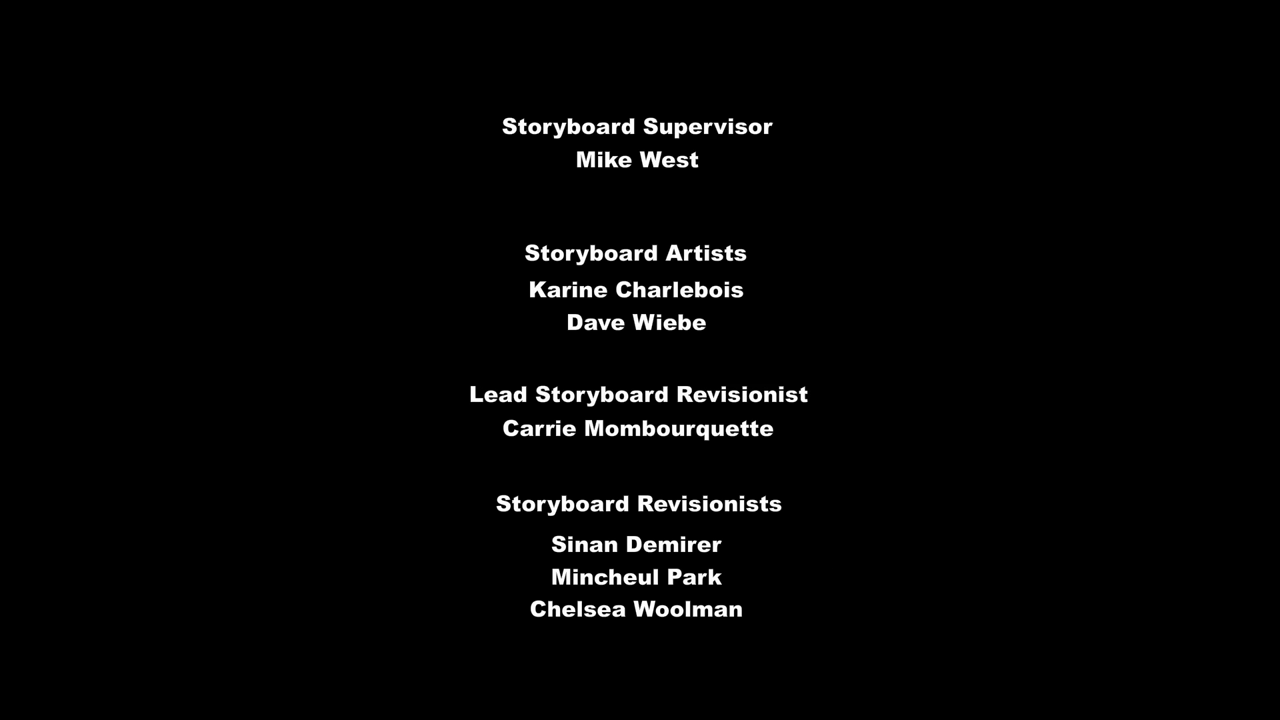 Storyboard Supervisor
Mike West
Storyboard Artists
Karine Charlebois
Dave Wiebe
Lead Storyboard Revisionist
Carrie Mombourquette
Storyboard Revisionists
Sinan Demirer
Mincheul Park
Chelsea Woolman